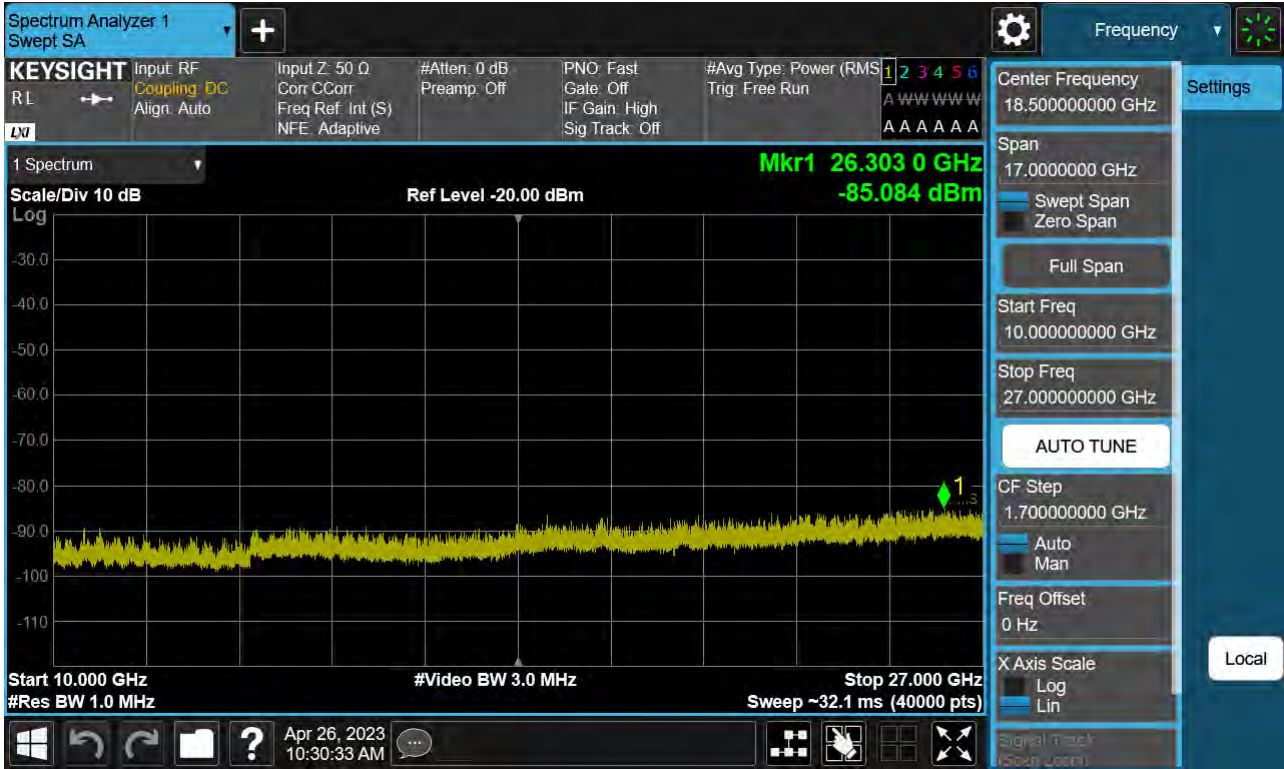 Spectrum Analyzer 1
Swept SA
Frequency
KEYSIGHT
R L
LXI
Input: RF
Coupling: DC
Align: Auto
Input Z: 50 Ω
Corr CCorr
Freq Ref: Int (S)
NFE: Adaptive
#Atten: 0 dB
Preamp: Off
PNO: Fast
Gate: Off
IF Gain: High
Sig Track: Off
#Avg Type: Power (RMS
Trig: Free Run
1 2 3 4 5 6
A W W W W W
A A A A A A
1 Spectrum
Mkr1 26.303 0 GHz
-85.084 dBm
Scale/Div 10 dB
Ref Level -20.00 dBm
Log
-30.0
-40.0
-50.0
-60.0
-70.0
-80.0
-90.0
-100
-110
1
Start 10.000 GHz
#Video BW 3.0 MHz
Stop 27.000 GHz
#Res BW 1.0 MHz
Sweep ~32.1 ms (40000 pts)
Center Frequency
18.500000000 GHz
Settings
Span
17.0000000 GHz
Swept Span
Zero Span
Full Span
Start Freq
10.000000000 GHz
Stop Freq
27.000000000 GHz
AUTO TUNE
CF Step
1.700000000 GHz
Auto
Man
Freq Offset
0 Hz
X Axis Scale
Log
Lin
Signal Track
(Span Zoom)
Local
?
Apr 26, 2023
10:30:33 AM